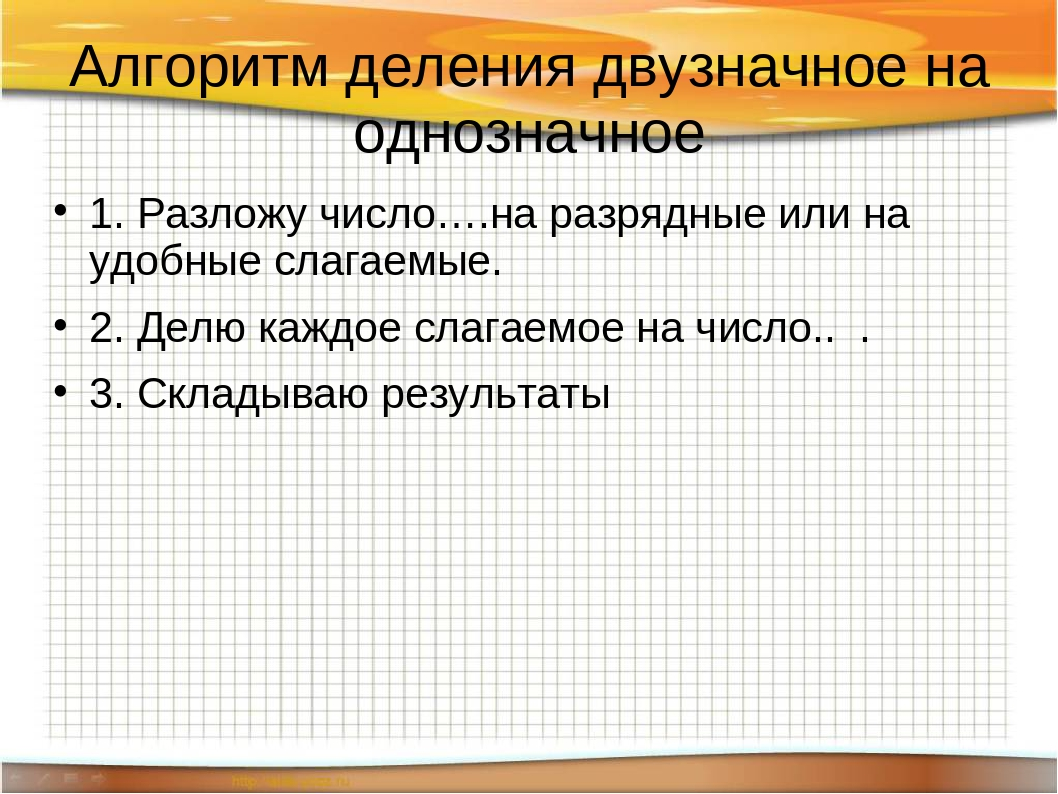 Алгоритм деления двузначное на
однозначное
• 1. Разложу число….на разрядные или на
удобные слагаемые.
• 2. Делю каждое слагаемое на число.. .
• 3. Складываю результаты